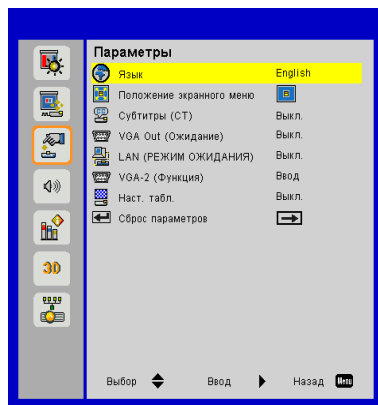 Параметры
Язык English
Положение экранного меню
Субтитры (CT) Выкл.
VGA Out (Ожидание) Выкл.
LAN (РЕЖИМ ОЖИДАНИЯ) Выкл.
VGA-2 (Функция) Ввод
Наст. табл. Выкл.
Сброс параметров
3D
Выбор Ввод Назад Menu